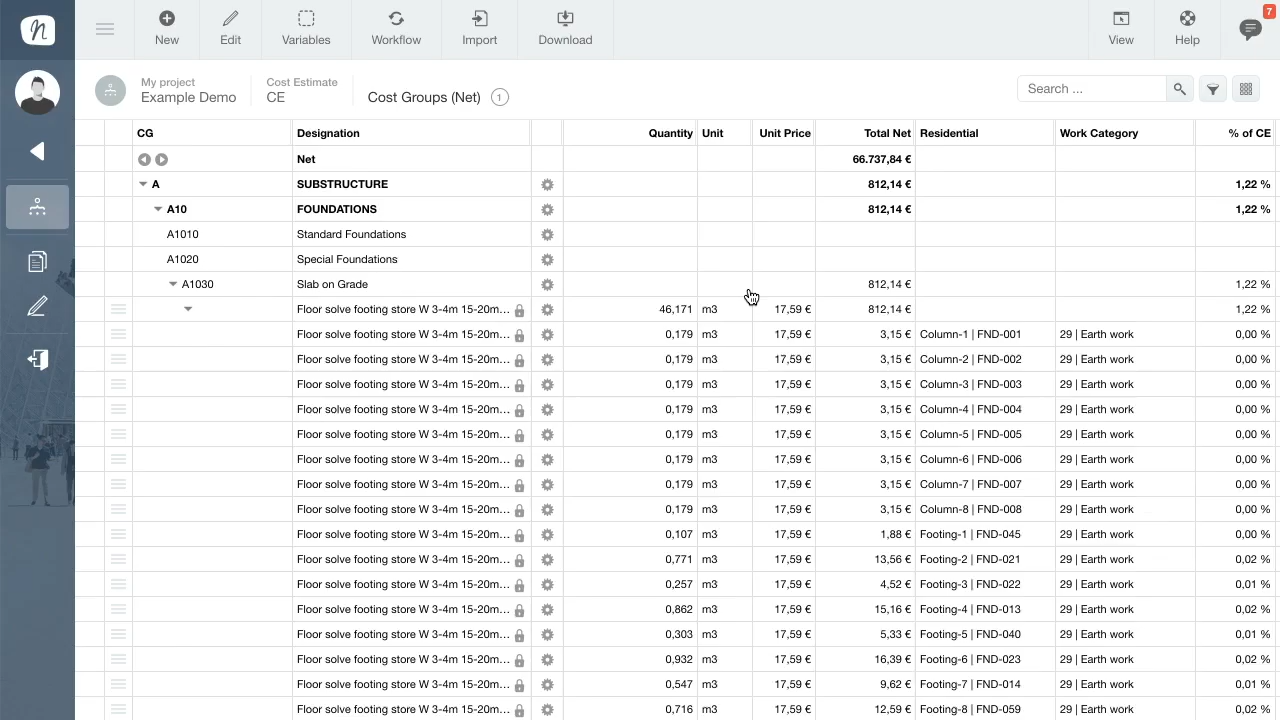 n
New
Edit
Variables
Workflow
Import
Download
View
Help
7
My project
Example Demo
Cost Estimate
CE
Cost Groups (Net) 1
Search ...
CG Designation Quantity Unit Unit Price Total Net Residential Work Category % of CE
Net 66.737,84 €
A SUBSTRUCTURE 812,14 € 1,22 %
A10 FOUNDATIONS 812,14 € 1,22 %
A1010 Standard Foundations
A1020 Special Foundations
A1030 Slab on Grade 812,14 € 1,22 %
Floor solve footing store W 3-4m 15-20m... 46,171 m3 17,59 € 812,14 € 1,22 %
Floor solve footing store W 3-4m 15-20m... 0,179 m3 17,59 € 3,15 € Column-1 | FND-001 29 | Earth work 0,00 %
Floor solve footing store W 3-4m 15-20m... 0,179 m3 17,59 € 3,15 € Column-2 | FND-002 29 | Earth work 0,00 %
Floor solve footing store W 3-4m 15-20m... 0,179 m3 17,59 € 3,15 € Column-3 | FND-003 29 | Earth work 0,00 %
Floor solve footing store W 3-4m 15-20m... 0,179 m3 17,59 € 3,15 € Column-4 | FND-004 29 | Earth work 0,00 %
Floor solve footing store W 3-4m 15-20m... 0,179 m3 17,59 € 3,15 € Column-5 | FND-005 29 | Earth work 0,00 %
Floor solve footing store W 3-4m 15-20m... 0,179 m3 17,59 € 3,15 € Column-6 | FND-006 29 | Earth work 0,00 %
Floor solve footing store W 3-4m 15-20m... 0,179 m3 17,59 € 3,15 € Column-7 | FND-007 29 | Earth work 0,00 %
Floor solve footing store W 3-4m 15-20m... 0,179 m3 17,59 € 3,15 € Column-8 | FND-008 29 | Earth work 0,00 %
Floor solve footing store W 3-4m 15-20m... 0,107 m3 17,59 € 1,88 € Footing-1 | FND-045 29 | Earth work 0,00 %
Floor solve footing store W 3-4m 15-20m... 0,771 m3 17,59 € 13,56 € Footing-2 | FND-021 29 | Earth work 0,02 %
Floor solve footing store W 3-4m 15-20m... 0,257 m3 17,59 € 4,52 € Footing-3 | FND-022 29 | Earth work 0,01 %
Floor solve footing store W 3-4m 15-20m... 0,862 m3 17,59 € 15,16 € Footing-4 | FND-013 29 | Earth work 0,02 %
Floor solve footing store W 3-4m 15-20m... 0,303 m3 17,59 € 5,33 € Footing-5 | FND-040 29 | Earth work 0,01 %
Floor solve footing store W 3-4m 15-20m... 0,932 m3 17,59 € 16,39 € Footing-6 | FND-023 29 | Earth work 0,02 %
Floor solve footing store W 3-4m 15-20m... 0,547 m3 17,59 € 9,62 € Footing-7 | FND-014 29 | Earth work 0,01 %
Floor solve footing store W 3-4m 15-20m... 0,716 m3 17,59 € 12,59 € Footing-8 | FND-059 29 | Earth work 0,02 %